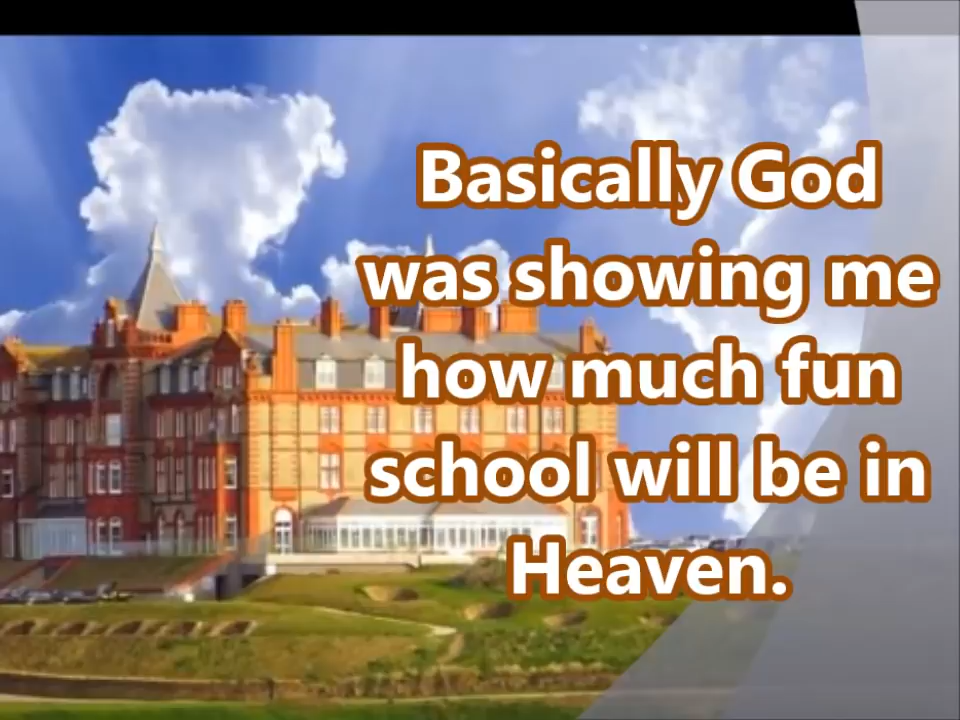 Basically God
was showing me
how much fun
school will be in
Heaven.